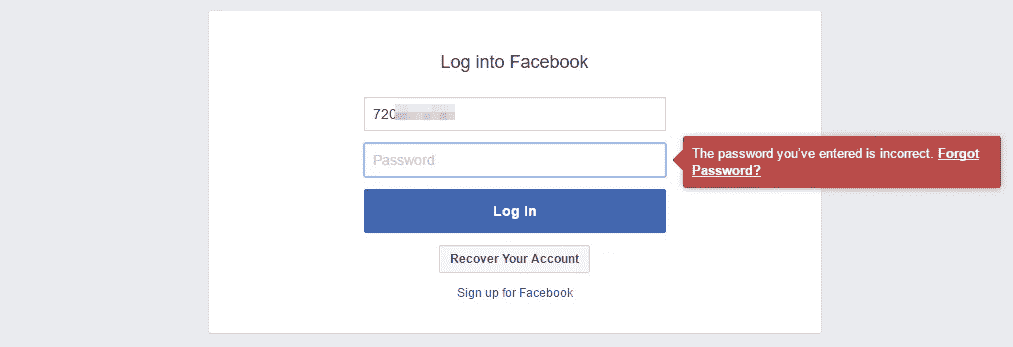 Log into Facebook
720
Password
The password you've entered is incorrect. Forgot
Password?
Log In
Recover Your Account
Sign up for Facebook